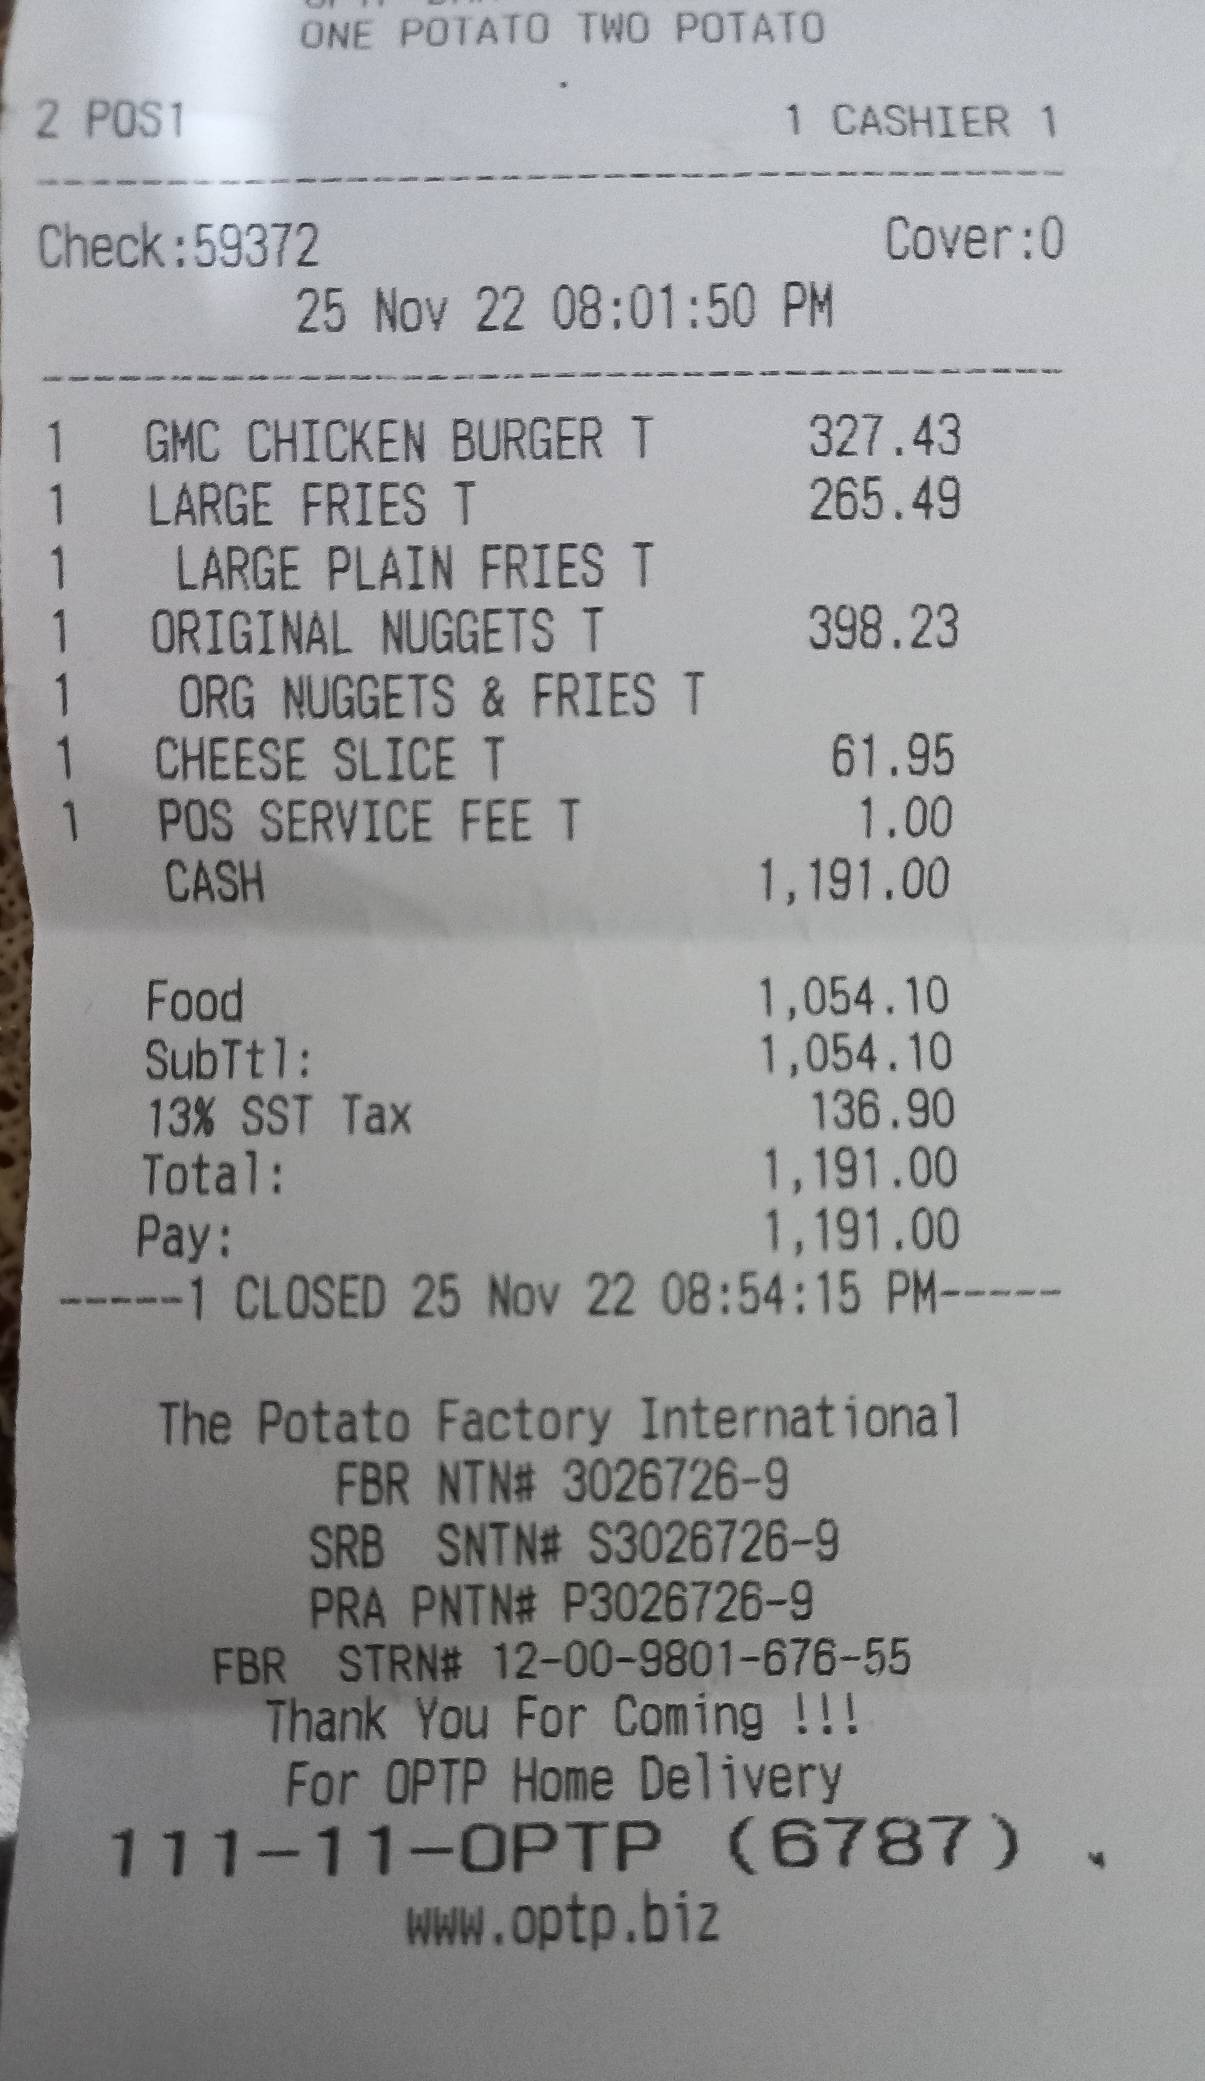 ONE POTATO TWO POTATO
2 POS1 1 CASHIER 1
Check:59372 Cover:0
25 Nov 22 08:01:50 PM
1 GMC CHICKEN BURGER T 327.43
1 LARGE FRIES T 265.49
1 LARGE PLAIN FRIES T
1 ORIGINAL NUGGETS T 398.23
1 ORG NUGGETS & FRIES T
1 CHEESE SLICE T 61.95
1 POS SERVICE FEE T 1.00
CASH 1,191.00
Food 1,054.10
SubTtl: 1,054.10
13% SST Tax 136.90
Total: 1,191.00
Pay: 1,191.00
-----1 CLOSED 25 Nov 22 08:54:15 PM-----
The Potato Factory International
FBR NTN# 3026726-9
SRB SNTN# S3026726-9
PRA PNTN# P3026726-9
FBR STRN# 12-00-9801-676-55
Thank You For Coming !!!
For OPTP Home Delivery
111-11-OPTP (6787)
www.optp.biz